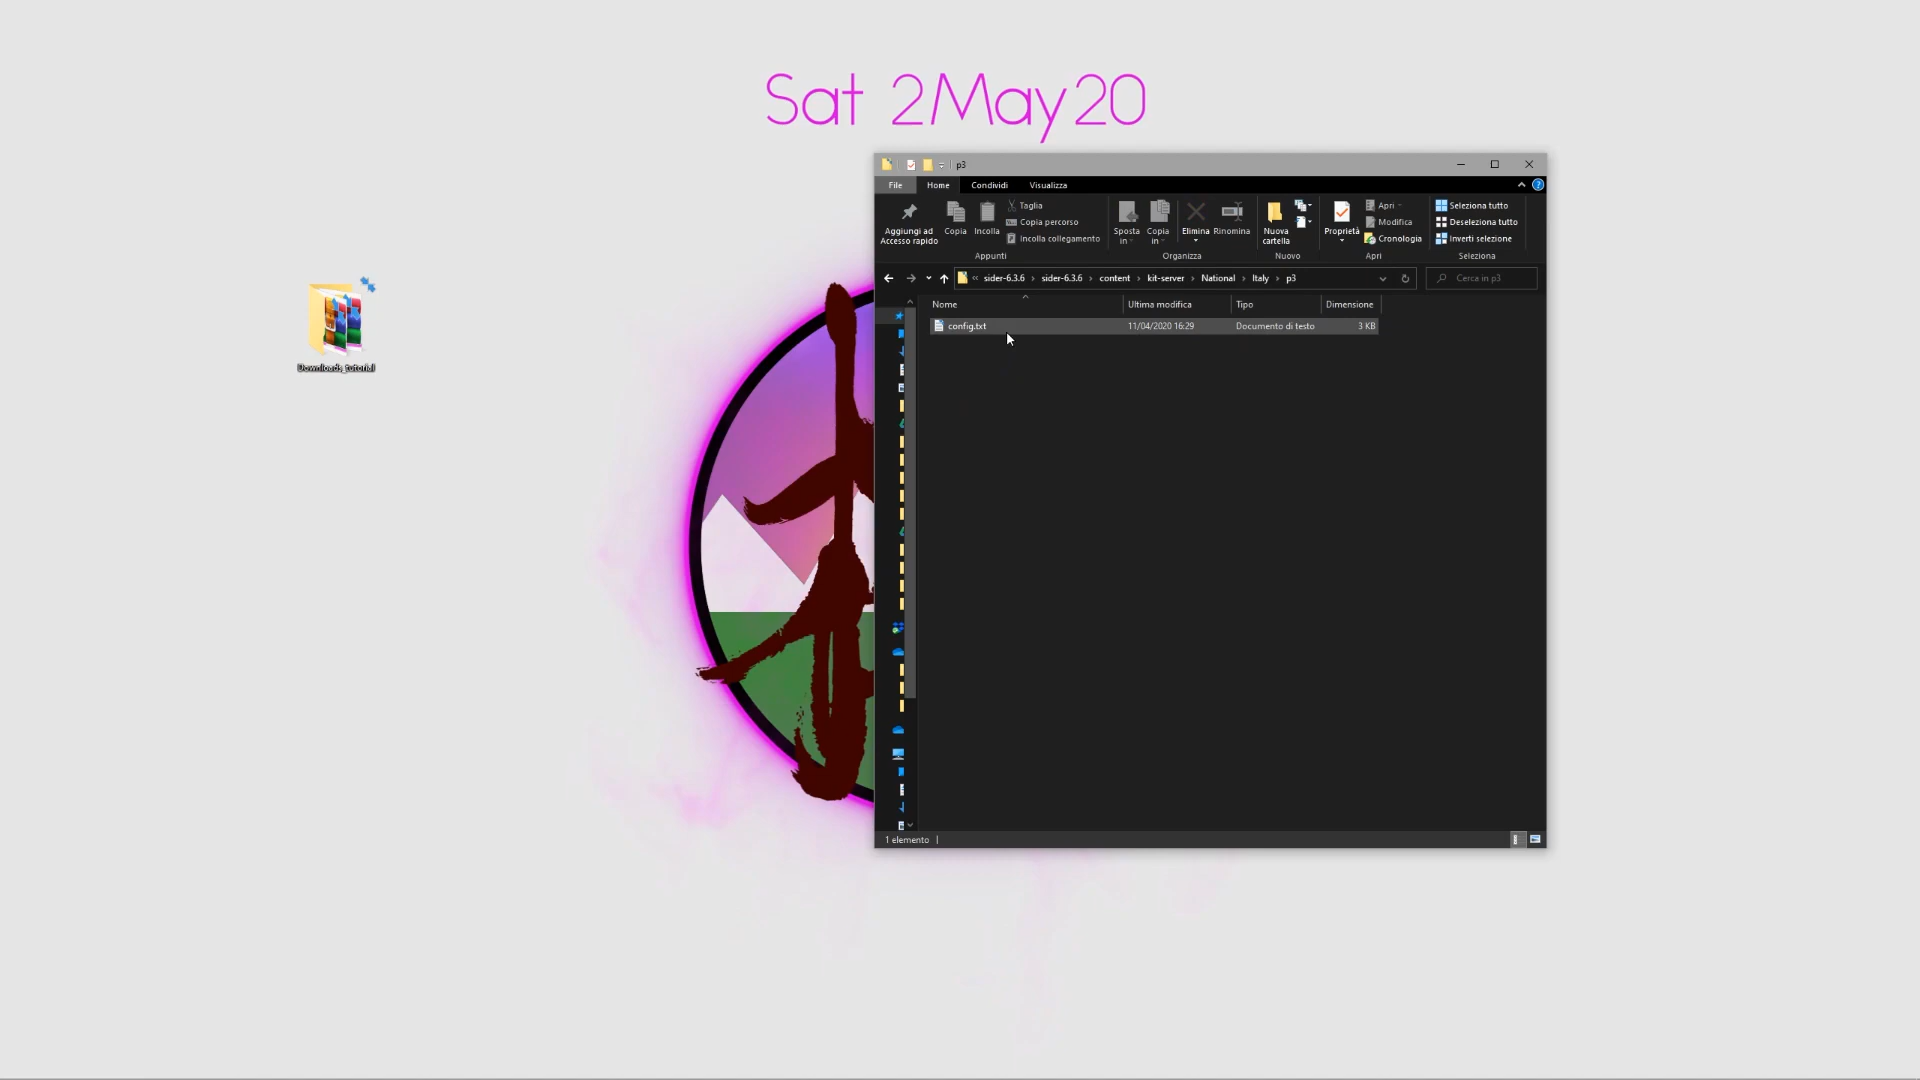 Sat 2May20
p3
File Home Condividi Visualizza
Aggiungi ad Accesso rapido
Copia
Incolla
Taglia
Copia percorso
Incolla collegamento
Sposta in
Copia in
Elimina
Rinomina
Nuova cartella
Proprietà
Apri
Modifica
Cronologia
Seleziona tutto
Deseleziona tutto
Inverti selezione
Appunti Organizza Nuovo Apri Seleziona
« sider-6.3.6 › sider-6.3.6 › content › kit-server › National › Italy › p3
Cerca in p3
Nome Ultima modifica Tipo Dimensione
config.txt 11/04/2020 16:29 Documento di testo 3 KB
Downloads_tutorial
1 elemento